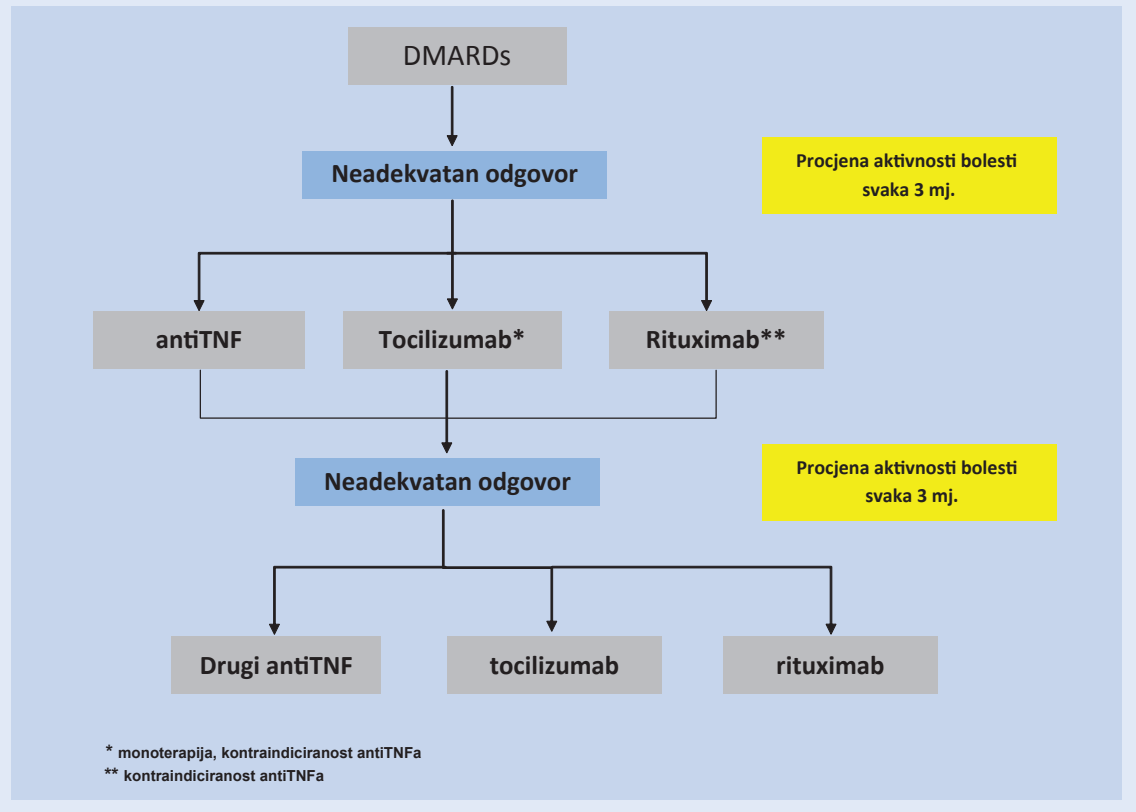 DMARDs
Neadekvatan odgovor
Procjena aktivnosti bolesti
svaka 3 mj.
antiTNF
Tocilizumab*
Rituximab**
Neadekvatan odgovor
Procjena aktivnosti bolesti
svaka 3 mj.
Drugi antiTNF
tocilizumab
rituximab
* monoterapija, kontraindiciranost antiTNFa
** kontraindiciranost antiTNFa